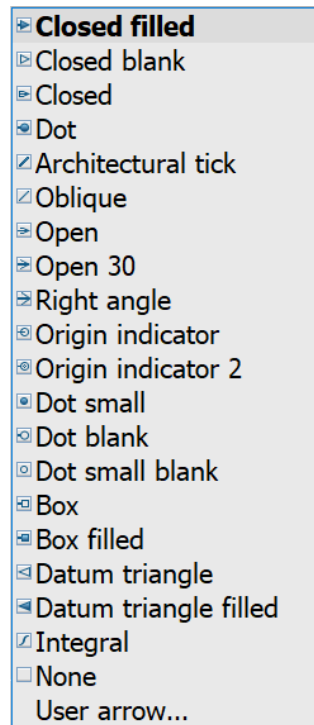 Closed filled
Closed blank
Closed
Dot
Architectural tick
Oblique
Open
Open 30
Right angle
Origin indicator
Origin indicator 2
Dot small
Dot blank
Dot small blank
Box
Box filled
Datum triangle
Datum triangle filled
Integral
None
User arrow...